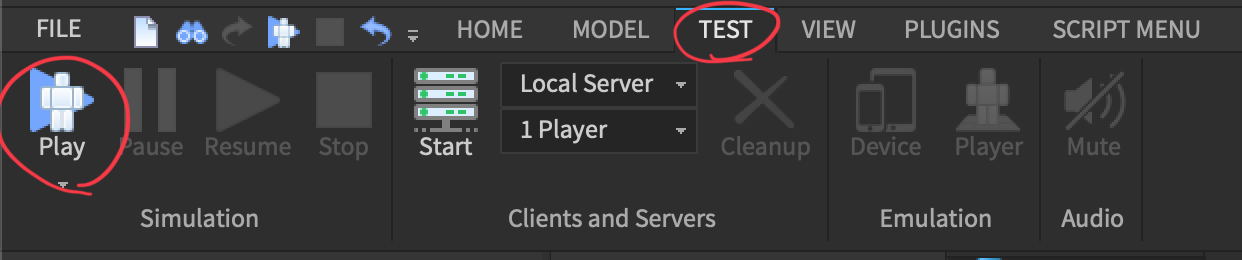 FILE
HOME
MODEL
TEST
VIEW
PLUGINS
SCRIPT MENU
Play
Pause
Resume
Stop
Start
Local Server
1 Player
Cleanup
Device
Player
Mute
Simulation
Clients and Servers
Emulation
Audio